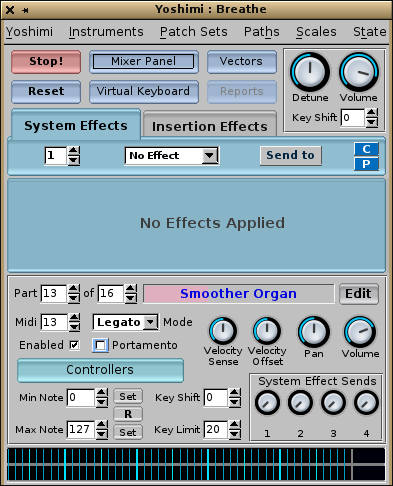 Yoshimi : Breathe
Yoshimi Instruments Patch Sets Paths Scales State
Stop! Mixer Panel Vectors
Reset Virtual Keyboard Reports
Detune Volume
Key Shift 0
System Effects Insertion Effects
1 No Effect Send to C
P
No Effects Applied
Part 13 of 16 Smoother Organ Edit
Midi 13 Legato Mode
Enabled Portamento
Velocity Sense Velocity Offset Pan Volume
Controllers
System Effect Sends
Min Note 0 Set Key Shift 0
R
Max Note 127 Set Key Limit 20
1 2 3 4